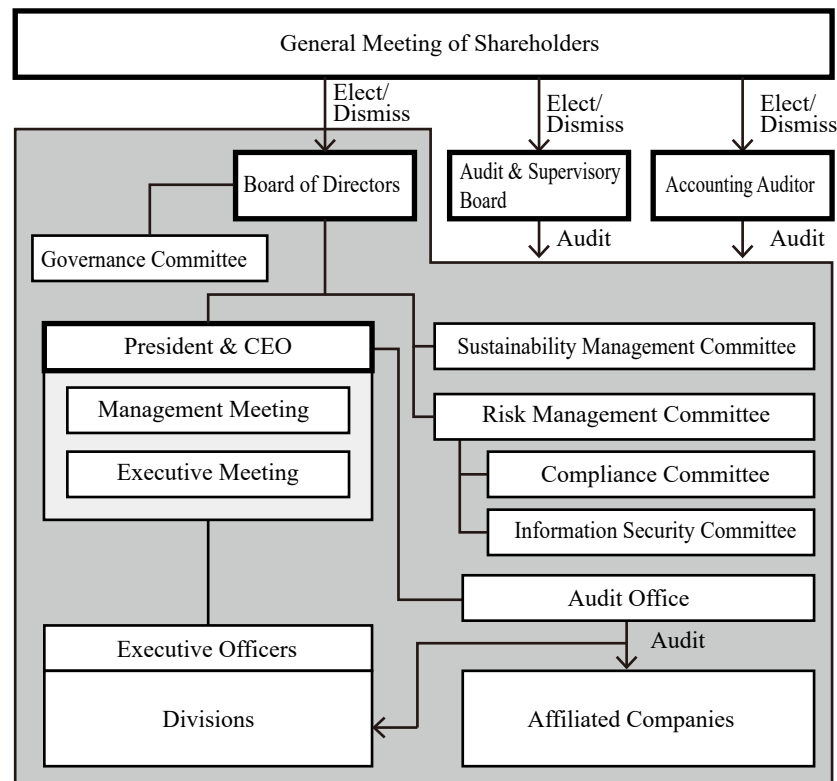 General Meeting of Shareholders
Elect/
Dismiss
Elect/
Dismiss
Elect/
Dismiss
Board of Directors
Audit & Supervisory
Board
Accounting Auditor
Audit
Audit
Governance Committee
President & CEO
Sustainability Management Committee
Management Meeting
Risk Management Committee
Executive Meeting
Compliance Committee
Information Security Committee
Audit Office
Audit
Executive Officers
Divisions
Affiliated Companies